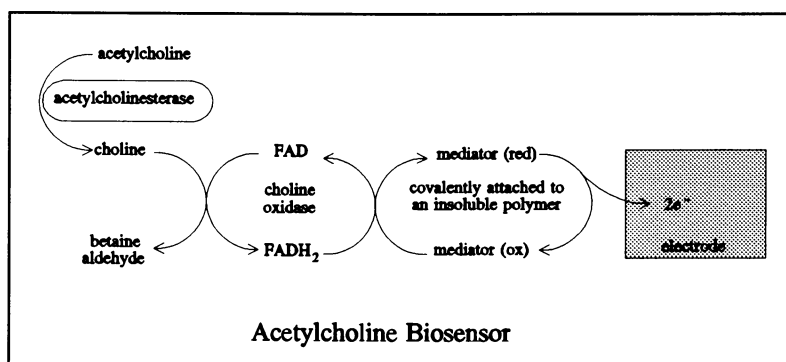 acetylcholine
acetylcholinesterase
choline
FAD
mediator (red)
choline
oxidase
covalently attached to
an insoluble polymer
2e⁻
betaine
aldehyde
FADH₂
mediator (ox)
electrode
Acetylcholine Biosensor